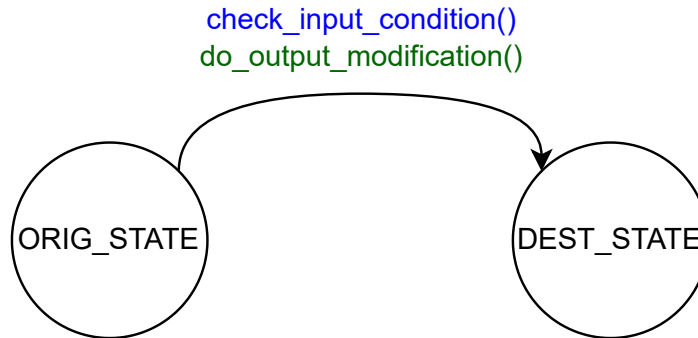 check_input_condition()
do_output_modification()
ORIG_STATE
DEST_STATE